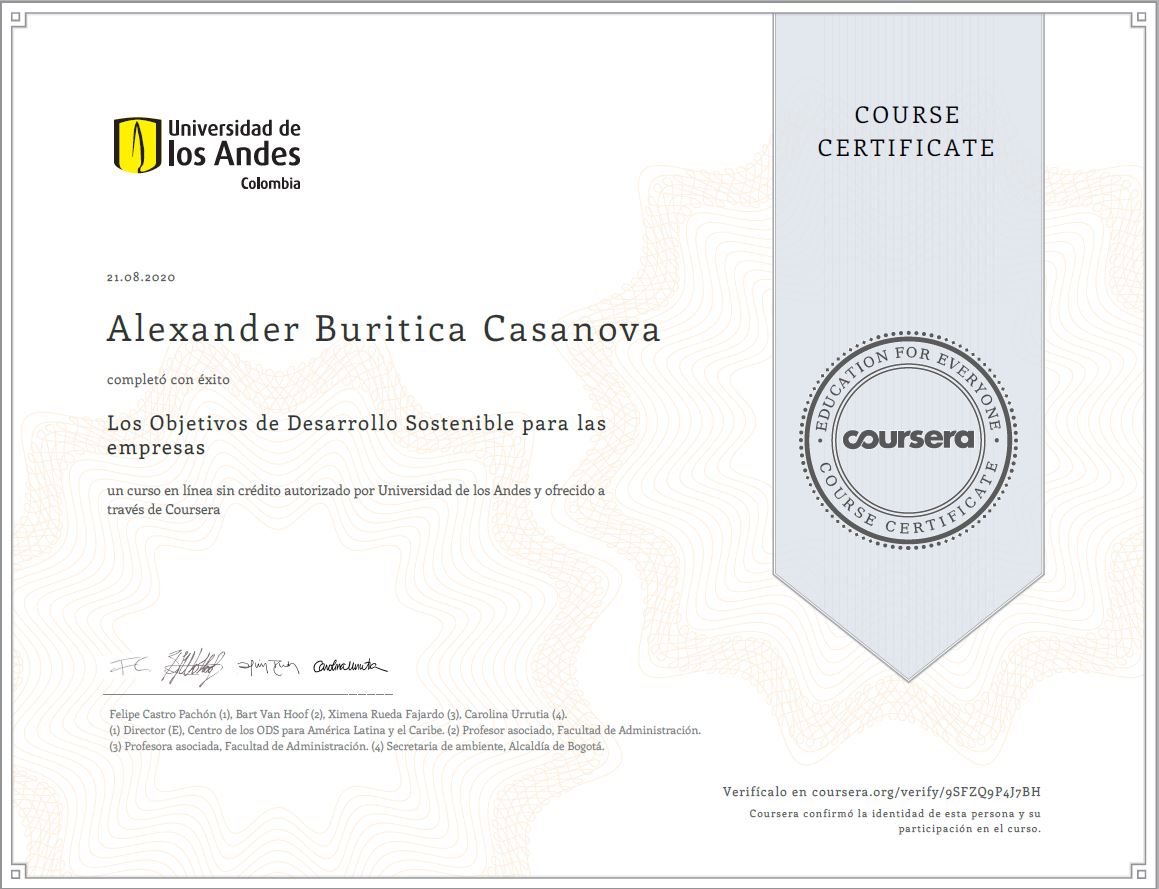 Universidad de
los Andes
Colombia
COURSE
CERTIFICATE
21.08.2020
Alexander Buritica Casanova
completó con éxito
Los Objetivos de Desarrollo Sostenible para las
empresas
un curso en línea sin crédito autorizado por Universidad de los Andes y ofrecido a
través de Coursera
EDUCATION FOR EVERYONE
coursera
COURSE CERTIFICATE
Felipe Castro Pachón (1), Bart Van Hoof (2), Ximena Rueda Fajardo (3), Carolina Urrutia (4).
(1) Director (E), Centro de los ODS para América Latina y el Caribe. (2) Profesor asociado, Facultad de Administración.
(3) Profesora asociada, Facultad de Administración. (4) Secretaria de ambiente, Alcaldía de Bogotá.
Verifícalo en coursera.org/verify/9SFZQ9P4J7BH
Coursera confirmó la identidad de esta persona y su
participación en el curso.